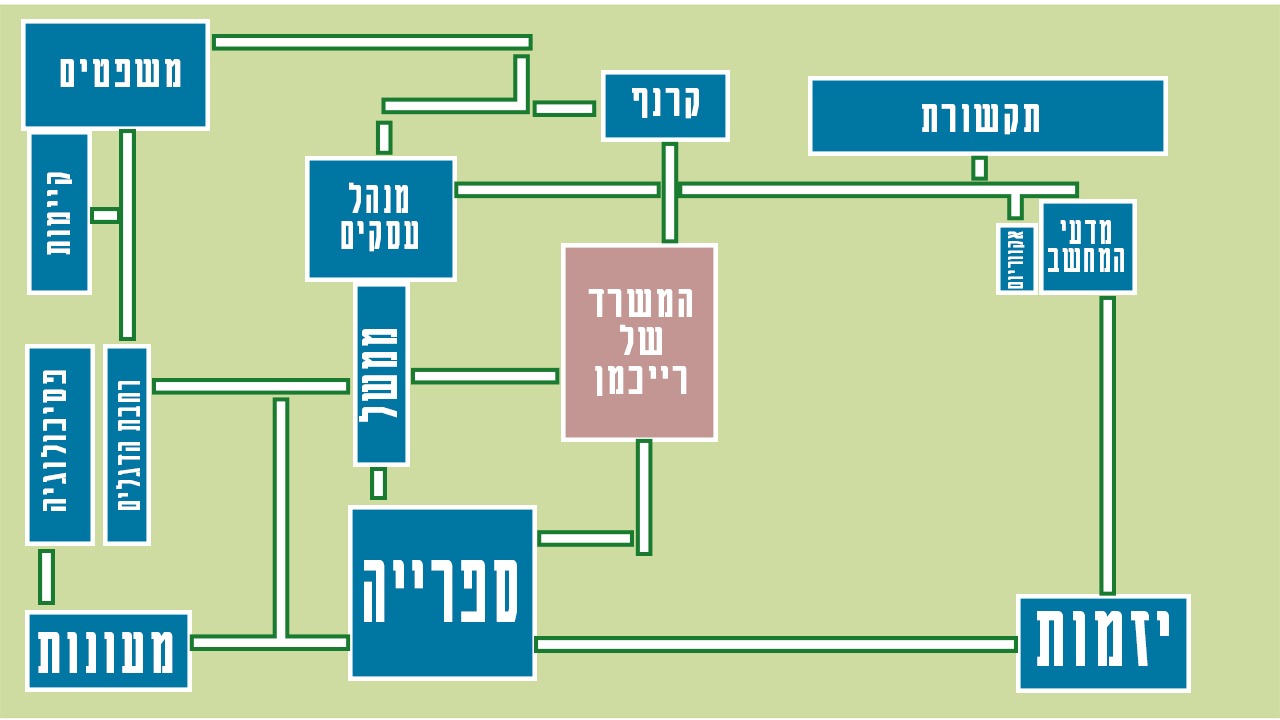 משפטים
קרנף
תקשורת
קיימות
מנהל
עסקים
מדעי
המחשב
אקווריום
המשרד
של
רייכמן
ממשל
פסיכולוגיה
רחבת הדגלים
ספרייה
מעונות
יזמות